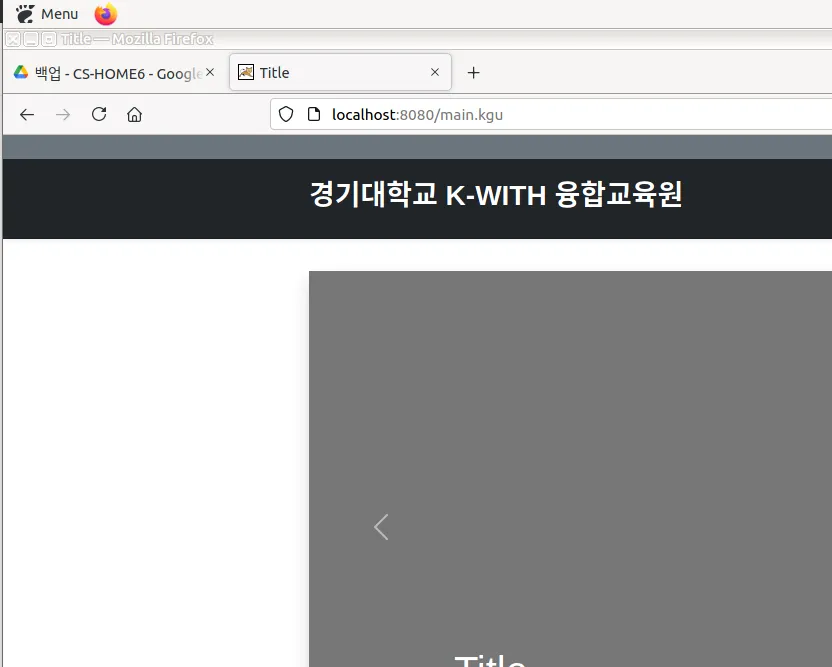 Menu
Title — Mozilla Firefox
백업 - CS-HOME6 - Google
Title
localhost:8080/main.kgu
경기대학교 K-WITH 융합교육원
Title